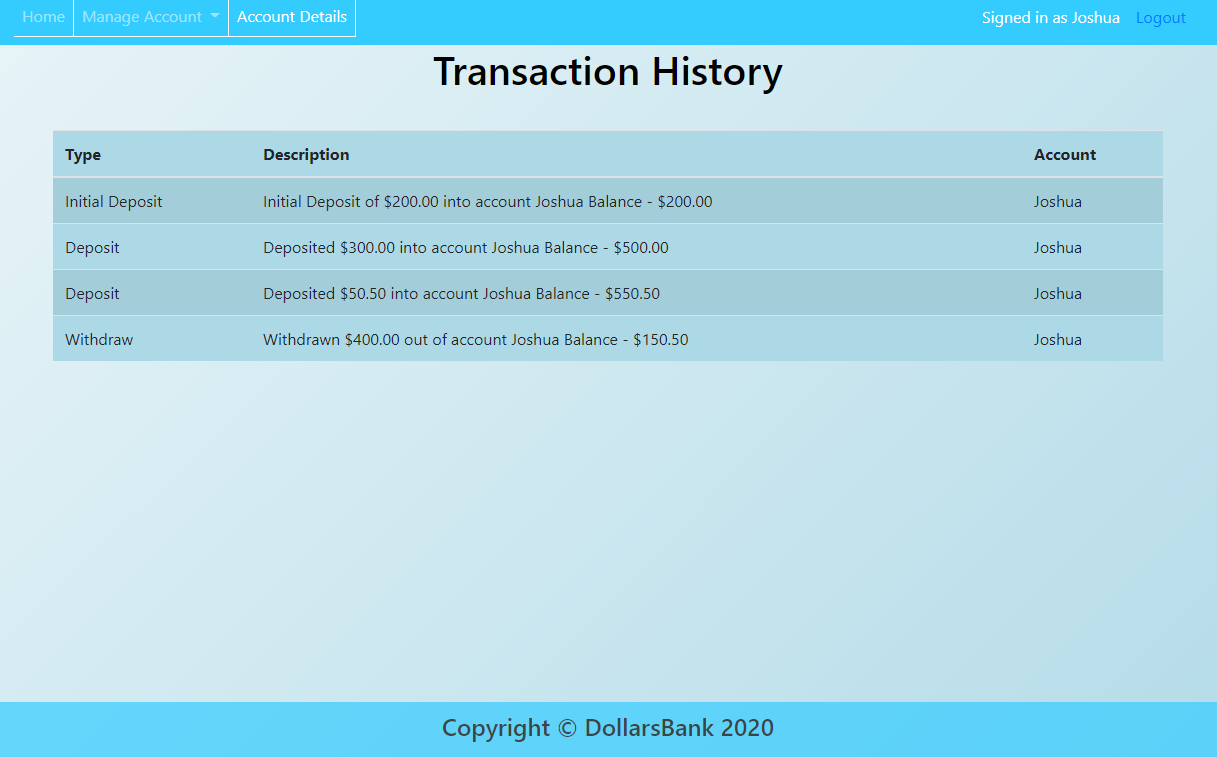 Home Manage Account Account Details Signed in as Joshua Logout
Transaction History
Type Description Account
Initial Deposit Initial Deposit of $200.00 into account Joshua Balance - $200.00 Joshua
Deposit Deposited $300.00 into account Joshua Balance - $500.00 Joshua
Deposit Deposited $50.50 into account Joshua Balance - $550.50 Joshua
Withdraw Withdrawn $400.00 out of account Joshua Balance - $150.50 Joshua
Copyright © DollarsBank 2020